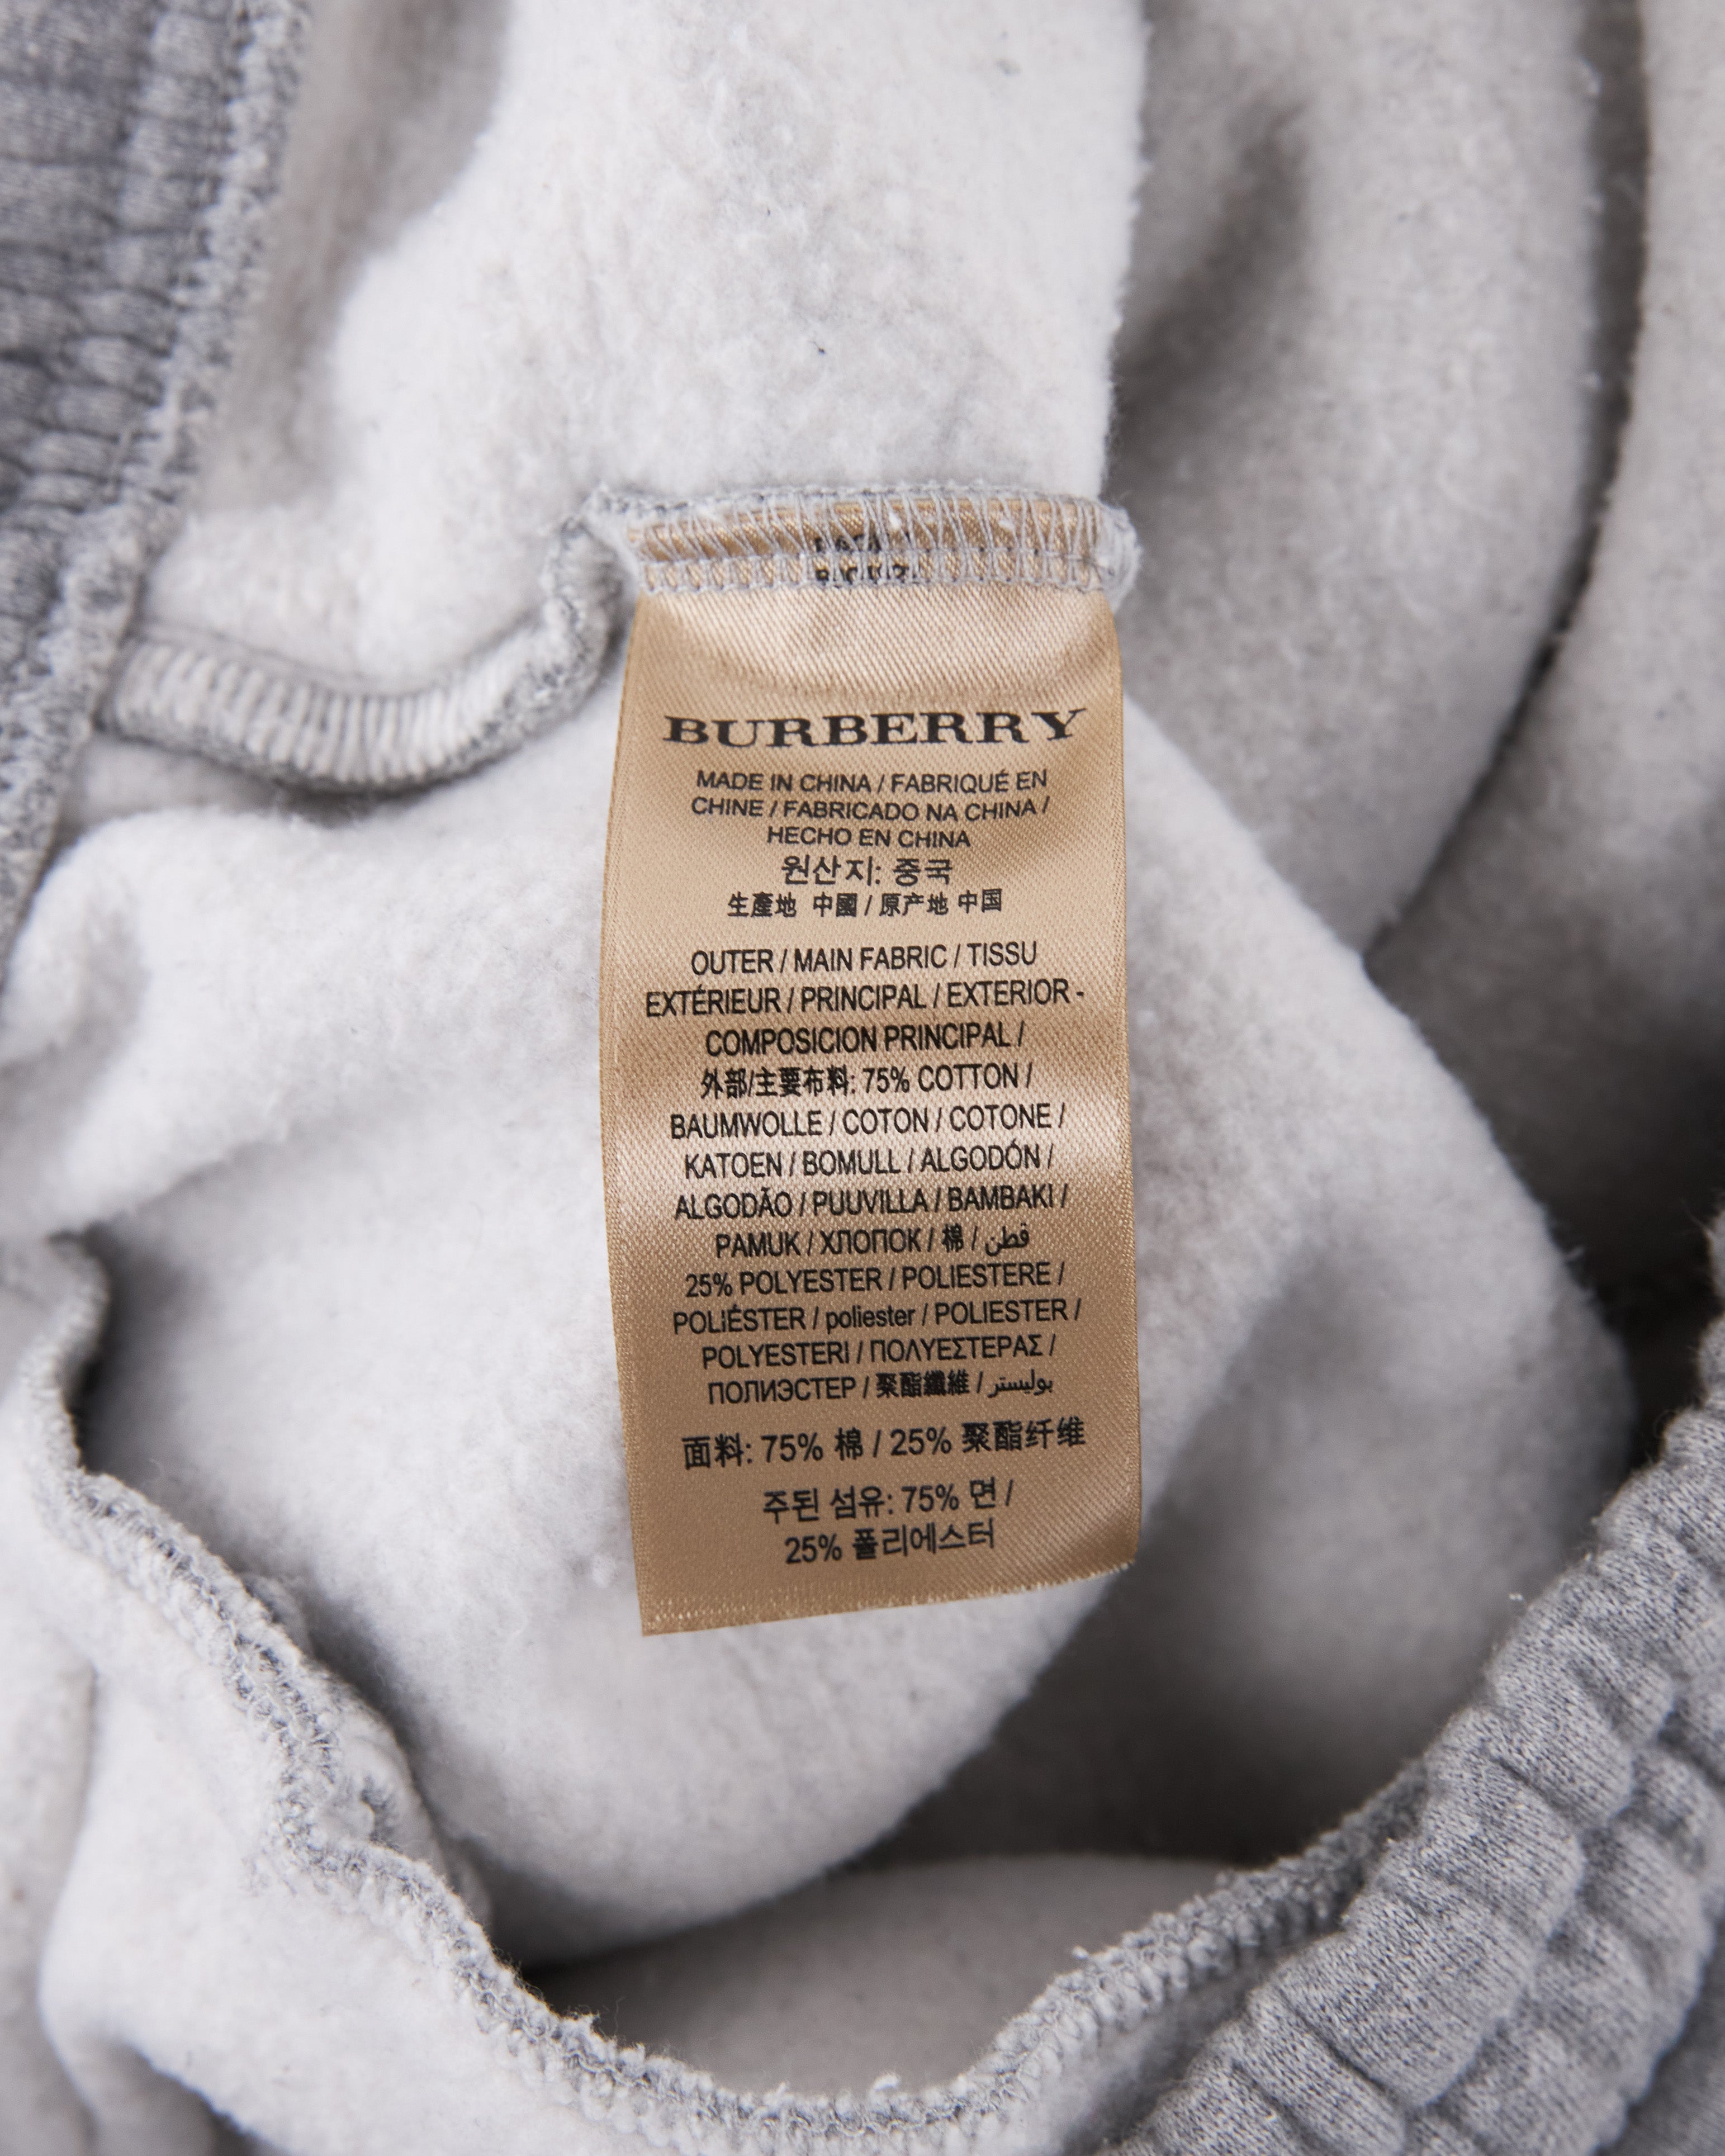 BURBERRY
MADE IN CHINA / FABRIQUÉ EN
CHINE / FABRICADO NA CHINA /
HECHO EN CHINA
원산지: 중국
生產地 中國 / 原产地 中国
OUTER / MAIN FABRIC / TISSU
EXTÉRIEUR / PRINCIPAL / EXTERIOR -
COMPOSICION PRINCIPAL /
外部/主要布料: 75% COTTON /
BAUMWOLLE / COTON / COTONE /
KATOEN / BOMULL / ALGODÓN /
ALGODÃO / PUUVILLA / BAMBAKI /
PAMUK / ХЛОПОК / 棉 / قطن
25% POLYESTER / POLIESTERE /
POLIÉSTER / poliester / POLIESTER /
POLYESTERI / ΠΟΛΥΕΣΤΕΡΑΣ /
ПОЛИЭСТЕР / 聚酯纖維 / بوليستر
面料: 75% 棉 / 25% 聚酯纤维
주된 섬유: 75% 면 /
25% 폴리에스터